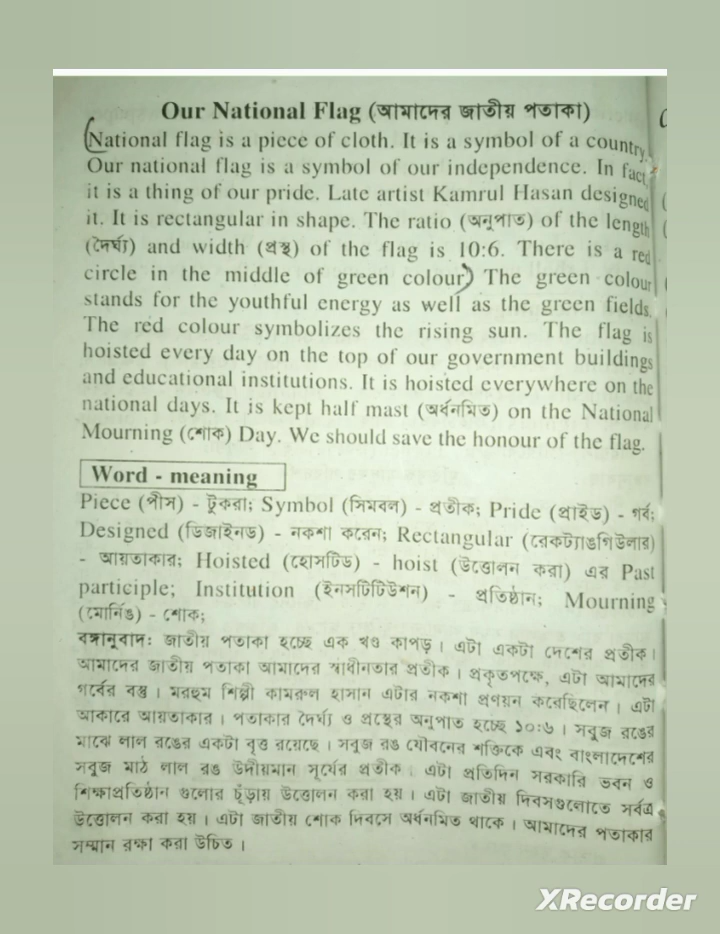 Our National Flag (আমাদের জাতীয় পতাকা)
National flag is a piece of cloth. It is a symbol of a country.
Our national flag is a symbol of our independence. In fact,
it is a thing of our pride. Late artist Kamrul Hasan designed
it. It is rectangular in shape. The ratio (অনুপাত) of the length
(দৈর্ঘ্য) and width (প্রস্থ) of the flag is 10:6. There is a red
circle in the middle of green colour. The green colour
stands for the youthful energy as well as the green fields.
The red colour symbolizes the rising sun. The flag is
hoisted every day on the top of our government buildings
and educational institutions. It is hoisted everywhere on the
national days. It is kept half mast (অর্ধনমিত) on the National
Mourning (শোক) Day. We should save the honour of the flag.
Word - meaning
Piece (পীস) - টুকরা; Symbol (সিমবল) - প্রতীক; Pride (প্রাইড) - গর্ব;
Designed (ডিজাইনড) - নকশা করেন; Rectangular (রেকট্যাঙগিউলার)
- আয়তাকার; Hoisted (হোসটিড) - hoist (উত্তোলন করা) এর Past
participle; Institution (ইনসটিটিউশন) - প্রতিষ্ঠান; Mourning
(মোর্নিঙ) - শোক;
বঙ্গানুবাদ: জাতীয় পতাকা হচ্ছে এক খণ্ড কাপড়। এটা একটা দেশের প্রতীক।
আমাদের জাতীয় পতাকা আমাদের স্বাধীনতার প্রতীক। প্রকৃতপক্ষে, এটা আমাদের
গর্বের বস্তু। মরহুম শিল্পী কামরুল হাসান এটার নকশা প্রণয়ন করেছিলেন। এটা
আকারে আয়তাকার। পতাকার দৈর্ঘ্য ও প্রস্থের অনুপাত হচ্ছে ১০:৬। সবুজ রঙের
মাঝে লাল রঙের একটা বৃত্ত রয়েছে। সবুজ রঙ যৌবনের শক্তিকে এবং বাংলাদেশের
সবুজ মাঠ লাল রঙ উদীয়মান সূর্যের প্রতীক। এটা প্রতিদিন সরকারি ভবন ও
শিক্ষাপ্রতিষ্ঠান গুলোর চূঁড়ায় উত্তোলন করা হয়। এটা জাতীয় দিবসগুলোতে সর্বত্র
উত্তোলন করা হয়। এটা জাতীয় শোক দিবসে অর্ধনমিত থাকে। আমাদের পতাকার
সম্মান রক্ষা করা উচিত।
XRecorder